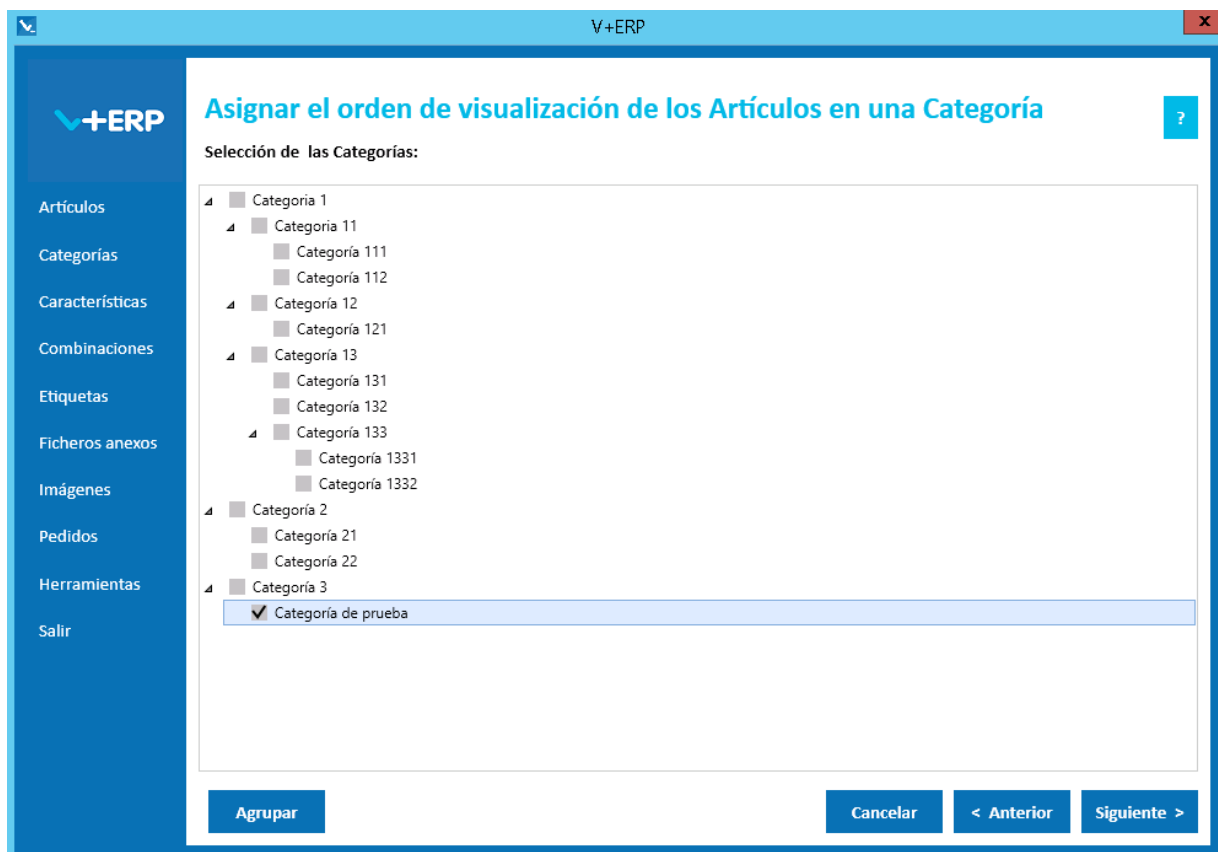 V+ERP
X
V+ERP
Asignar el orden de visualización de los Artículos en una Categoría
?
Selección de las Categorías:
Artículos
Categorías
Características
Combinaciones
Etiquetas
Ficheros anexos
Imágenes
Pedidos
Herramientas
Salir
Categoria 1
Categoria 11
Categoría 111
Categoría 112
Categoría 12
Categoría 121
Categoría 13
Categoría 131
Categoría 132
Categoría 133
Categoría 1331
Categoría 1332
Categoría 2
Categoría 21
Categoría 22
Categoría 3
Categoría de prueba
Agrupar
Cancelar
< Anterior
Siguiente >